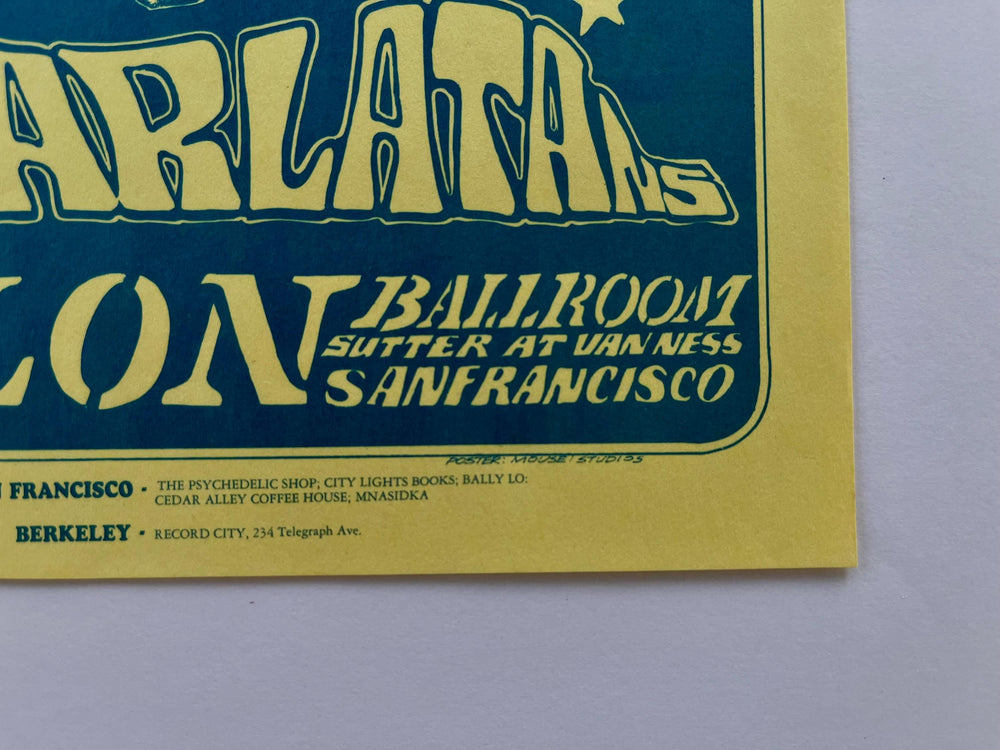 ARLATANS
LON BALLROOM
SUTTER AT VAN NESS
SANFRANCISCO
POSTER: MOUSE! STUDIOS
N FRANCISCO • THE PSYCHEDELIC SHOP; CITY LIGHTS BOOKS; BALLY LO:
CEDAR ALLEY COFFEE HOUSE; MNASIDKA
BERKELEY • RECORD CITY, 234 Telegraph Ave.